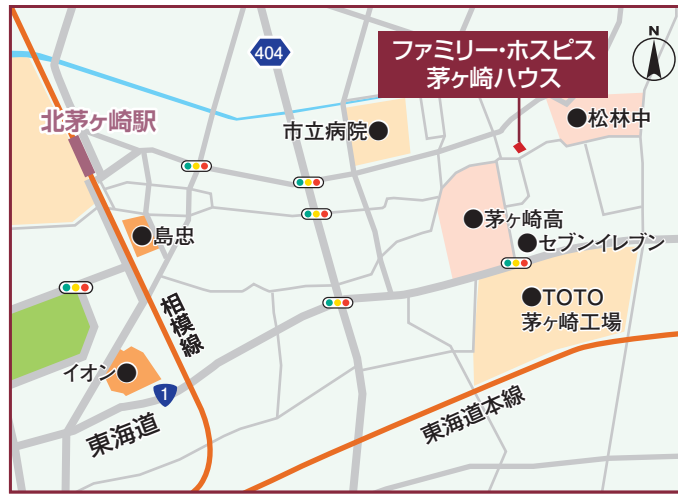 404
ファミリー・ホスピス
茅ヶ崎ハウス
N
北茅ヶ崎駅
市立病院
松林中
島忠
茅ヶ崎高
セブンイレブン
相模線
TOTO
茅ヶ崎工場
イオン
1
東海道
東海道本線